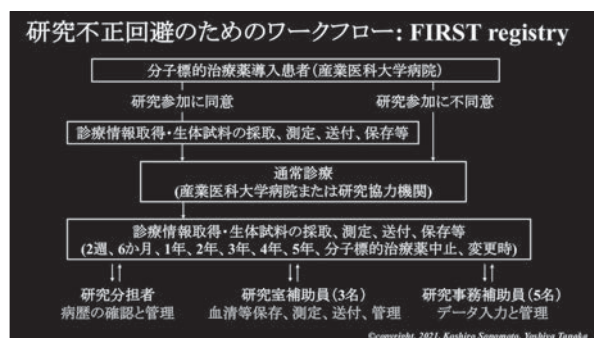 研究不正回避のためのワークフロー: FIRST registry
分子標的治療薬導入患者(産業医科大学病院)
研究参加に同意
研究参加に不同意
診療情報取得・生体試料の採取、測定、送付、保存等
通常診療
(産業医科大学病院または研究協力機関)
診療情報取得・生体試料の採取、測定、送付、保存等
(2週、6か月、1年、2年、3年、4年、5年、分子標的治療薬中止、変更時)
研究分担者
病歴の確認と管理
研究室補助員(3名)
血清等保存、測定、送付、管理
研究事務補助員(5名)
データ入力と管理
©copyright, 2021, Koshiro Sonomoto, Yoshiya Tanaka